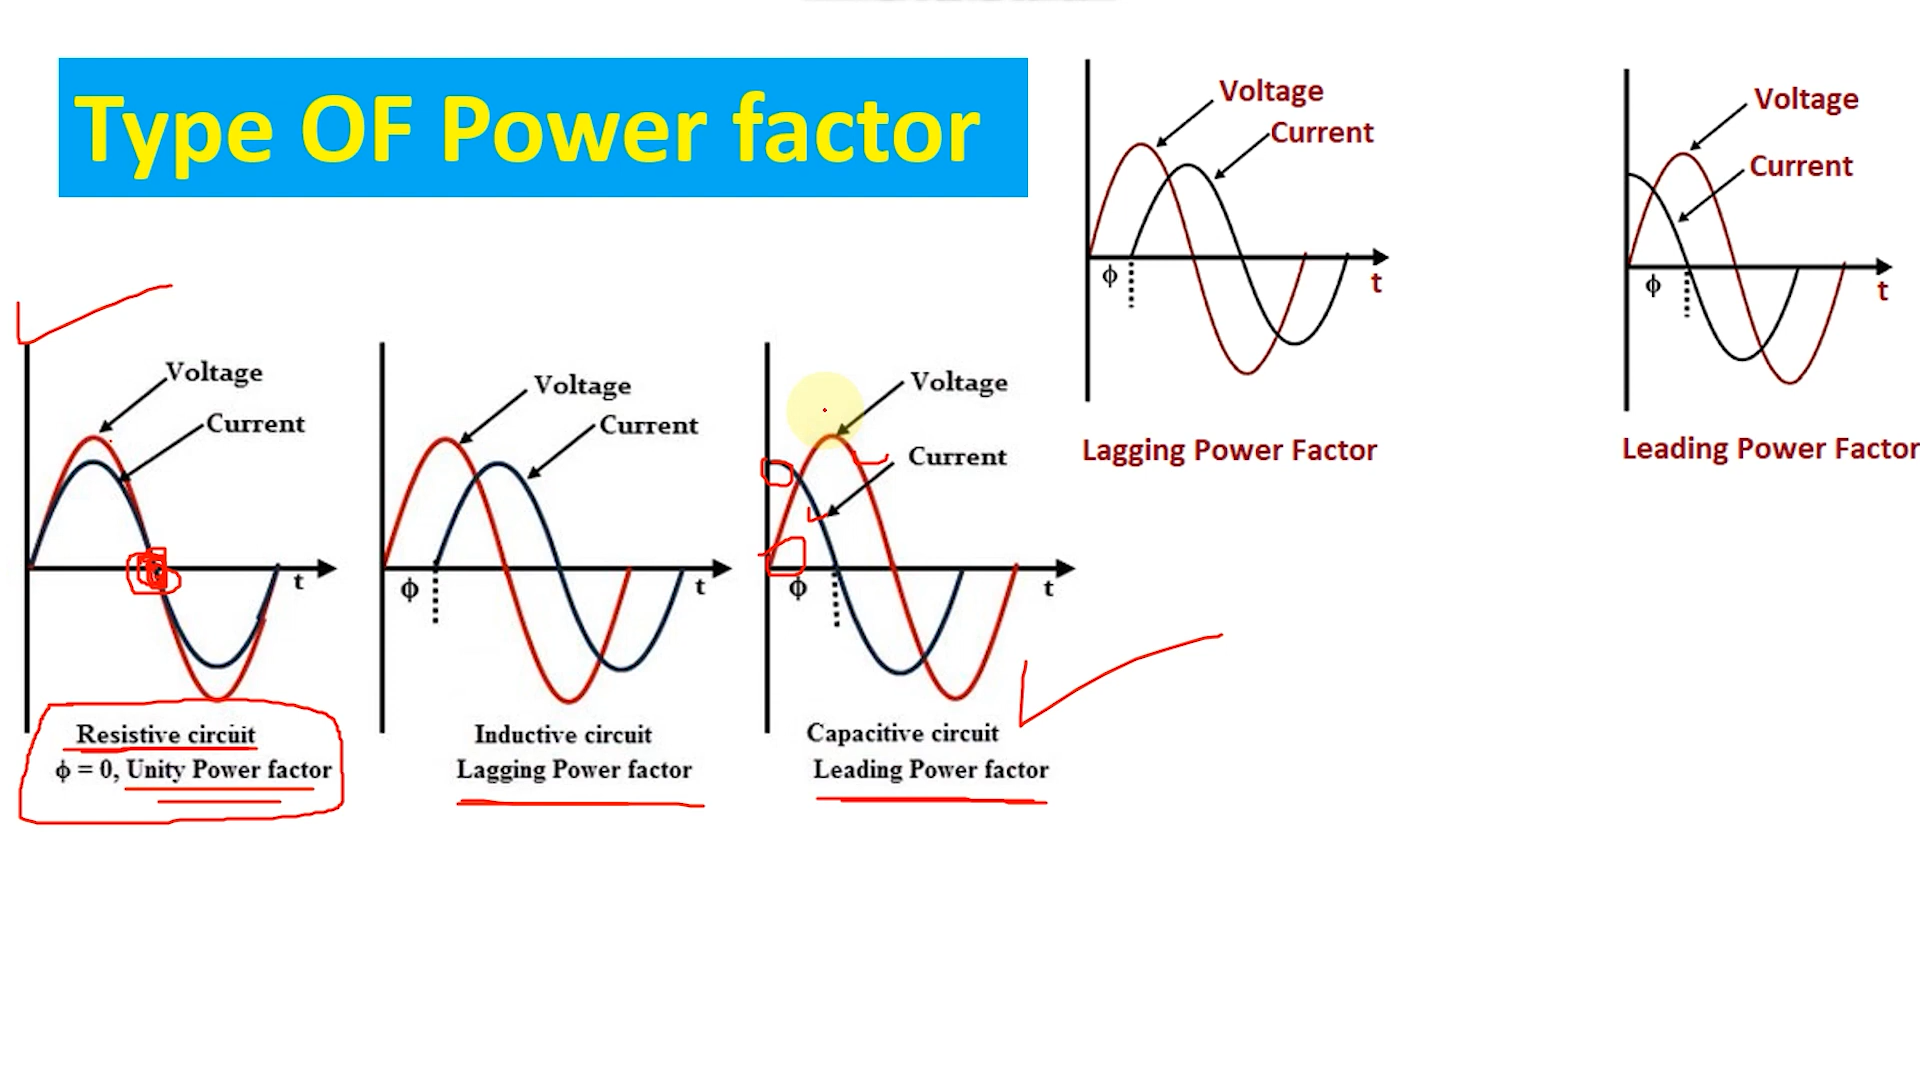 Type OF Power factor
Voltage
Current
ϕ
t
Lagging Power Factor
Voltage
Current
ϕ
t
Leading Power Factor
Voltage
Current
t
Resistive circuit
ϕ = 0, Unity Power factor
Voltage
Current
ϕ
t
Inductive circuit
Lagging Power factor
Voltage
Current
ϕ
t
Capacitive circuit
Leading Power factor